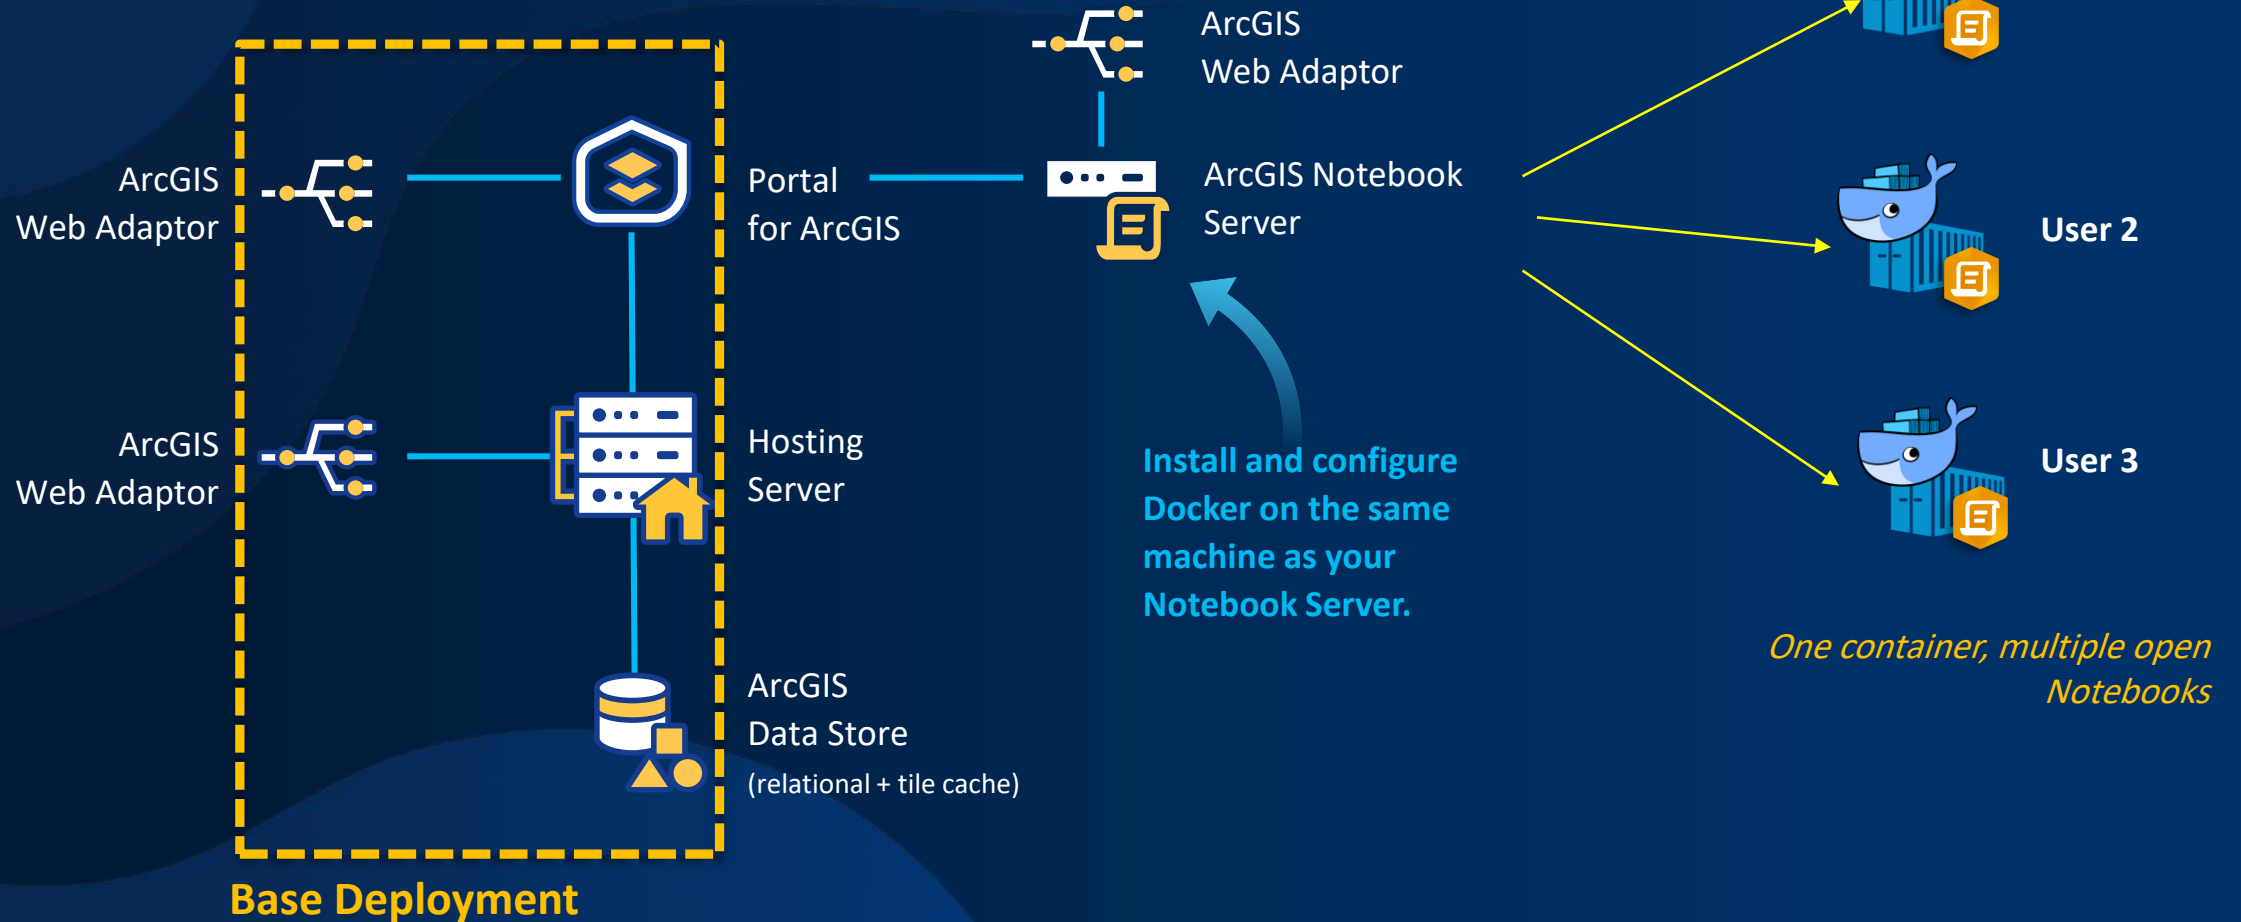 ArcGIS
Web Adaptor
ArcGIS
Web Adaptor
Portal
for ArcGIS
ArcGIS Notebook
Server
User 2
ArcGIS
Web Adaptor
Hosting
Server
Install and configure
Docker on the same
machine as your
Notebook Server.
User 3
One container, multiple open
Notebooks
ArcGIS
Data Store
(relational + tile cache)
Base Deployment